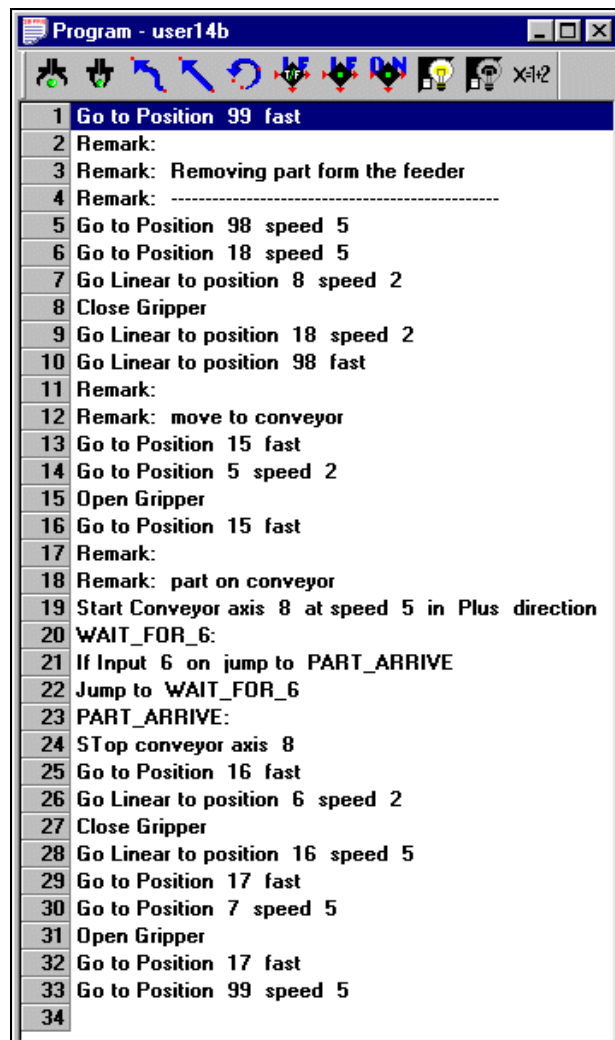 Program - user14b
IF T/F IF ON X=1+2
1 Go to Position 99 fast
2 Remark:
3 Remark: Removing part form the feeder
4 Remark: -----------------------------------------------
5 Go to Position 98 speed 5
6 Go to Position 18 speed 5
7 Go Linear to position 8 speed 2
8 Close Gripper
9 Go Linear to position 18 speed 2
10 Go Linear to position 98 fast
11 Remark:
12 Remark: move to conveyor
13 Go to Position 15 fast
14 Go to Position 5 speed 2
15 Open Gripper
16 Go to Position 15 fast
17 Remark:
18 Remark: part on conveyor
19 Start Conveyor axis 8 at speed 5 in Plus direction
20 WAIT_FOR_6:
21 If Input 6 on jump to PART_ARRIVE
22 Jump to WAIT_FOR_6
23 PART_ARRIVE:
24 STop conveyor axis 8
25 Go to Position 16 fast
26 Go Linear to position 6 speed 2
27 Close Gripper
28 Go Linear to position 16 speed 5
29 Go to Position 17 fast
30 Go to Position 7 speed 5
31 Open Gripper
32 Go to Position 17 fast
33 Go to Position 99 speed 5
34